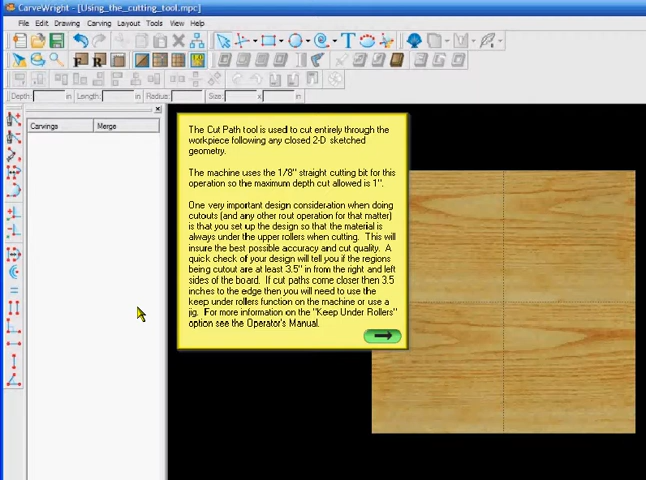 CarveWright - [Using_the_cutting_tool.mpc]
File Edit Drawing Carving Layout Tools View Help
Depth: in Length: in Radius: in Size: x in
Carvings Merge
The Cut Path tool is used to cut entirely through the
workpiece following any closed 2-D sketched
geometry.
The machine uses the 1/8" straight cutting bit for this
operation so the maximum depth cut allowed is 1".
One very important design consideration when doing
cutouts (and any other rout operation for that matter)
is that you set up the design so that the material is
always under the upper rollers when cutting. This will
insure the best possible accuracy and cut quality. A
quick check of your design will tell you if the regions
being cutout are at least 3.5" in from the right and left
sides of the board. If cut paths come closer then 3.5
inches to the edge then you will need to use the
keep under rollers function on the machine or use a
jig. For more information on the "Keep Under Rollers"
option see the Operator's Manual.